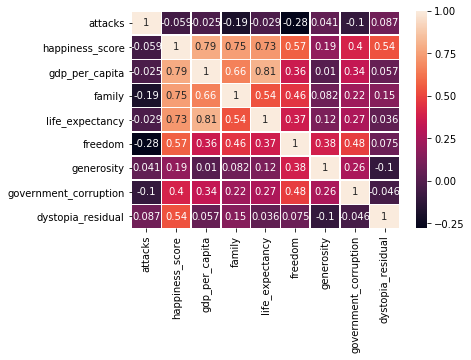 attacks 1 -0.059 -0.025 -0.19 -0.029 -0.28 0.041 -0.1 0.087
happiness_score -0.059 1 0.79 0.75 0.73 0.57 0.19 0.4 0.54
gdp_per_capita -0.025 0.79 1 0.66 0.81 0.36 0.01 0.34 0.057
family -0.19 0.75 0.66 1 0.54 0.46 0.082 0.22 0.15
life_expectancy -0.029 0.73 0.81 0.54 1 0.37 0.12 0.27 0.036
freedom -0.28 0.57 0.36 0.46 0.37 1 0.38 0.48 0.075
generosity 0.041 0.19 0.01 0.082 0.12 0.38 1 0.26 -0.1
government_corruption -0.1 0.4 0.34 0.22 0.27 0.48 0.26 1 -0.046
dystopia_residual 0.087 0.54 0.057 0.15 0.036 0.075 -0.1 -0.046 1
attacks
happiness_score
gdp_per_capita
family
life_expectancy
freedom
generosity
government_corruption
dystopia_residual
1.00
0.75
0.50
0.25
0.00
−0.25